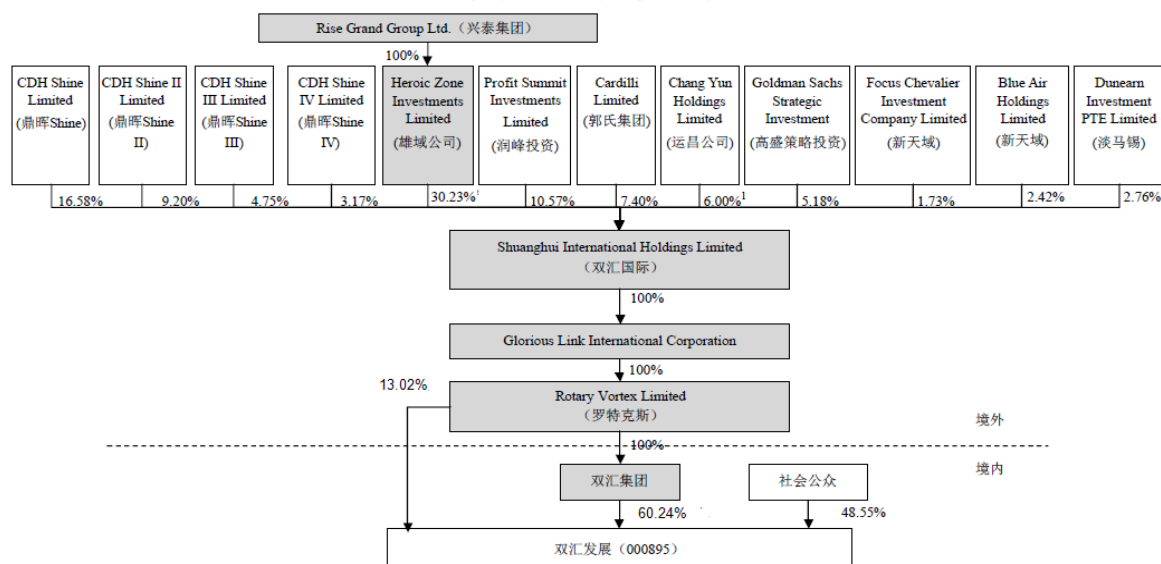 Rise Grand Group Ltd.（兴泰集团）
100%
CDH Shine
Limited
(鼎晖Shine)
CDH Shine II
Limited
(鼎晖Shine
II)
CDH Shine
III Limited
(鼎晖Shine
III)
CDH Shine
IV Limited
(鼎晖Shine
IV)
Heroic Zone
Investments
Limited
(雄域公司)
Profit Summit
Investments
Limited
(润峰投资)
Cardilli
Limited
(郭氏集团)
Chang Yun
Holdings
Limited
(运昌公司)
Goldman Sachs
Strategic
Investment
(高盛策略投资)
Focus Chevalier
Investment
Company Limited
(新天域)
Blue Air
Holdings
Limited
(新天域)
Dunearn
Investment
PTE Limited
(淡马锡)
16.58%
9.20%
4.75%
3.17%
30.23%
10.57%
7.40%
6.00%1
5.18%
1.73%
2.42%
2.76%
Shuanghui International Holdings Limited
（双汇国际）
100%
Glorious Link International Corporation
100%
13.02%
Rotary Vortex Limited
（罗特克斯）
境外
100%
境内
双汇集团
社会公众
60.24%
48.55%
双汇发展（000895）